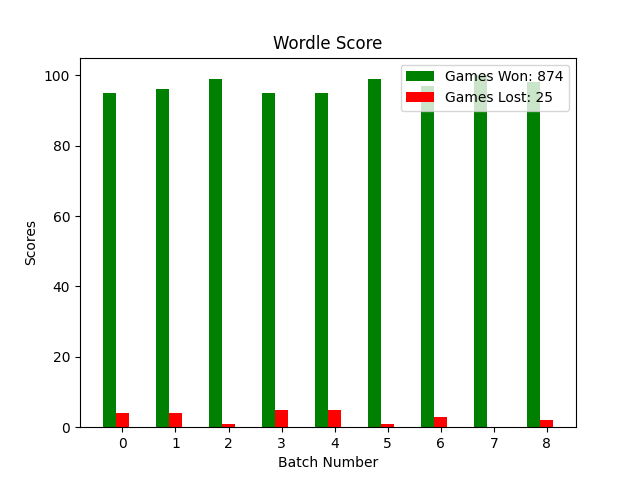 Wordle Score
Games Won: 874
Games Lost: 25
100
80
60
40
20
0
Scores
0 1 2 3 4 5 6 7 8
Batch Number